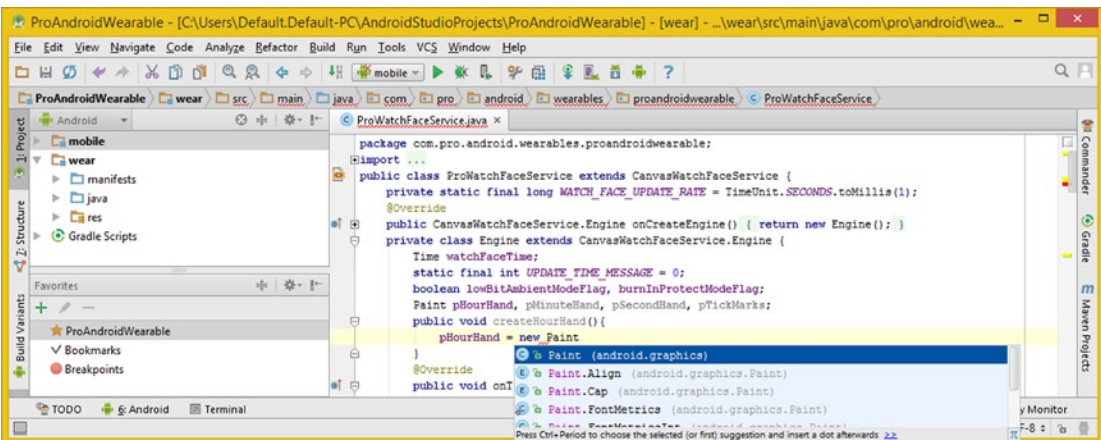 ProAndroidWearable - [C:\Users\Default.Default-PC\AndroidStudioProjects\ProAndroidWearable] - [wear] - ...\wear\src\main\java\com\pro\android\wea...
File Edit View Navigate Code Analyze Refactor Build Run Tools VCS Window Help
mobile
ProAndroidWearable wear src main java com pro android wearables proandroidwearable ProWatchFaceService
Android
ProWatchFaceService.java
1: Project
Z: Structure
Build Variants
mobile
wear
manifests
java
res
Gradle Scripts
Favorites
ProAndroidWearable
Bookmarks
Breakpoints
package com.pro.android.wearables.proandroidwearable;
import ...
public class ProWatchFaceService extends CanvasWatchFaceService {
private static final long WATCH_FACE_UPDATE_RATE = TimeUnit.SECONDS.toMillis(1);
@Override
public CanvasWatchFaceService.Engine onCreateEngine() { return new Engine(); }
private class Engine extends CanvasWatchFaceService.Engine {
Time watchFaceTime;
static final int UPDATE_TIME_MESSAGE = 0;
boolean lowBitAmbientModeFlag, burnInProtectModeFlag;
Paint pHourHand, pMinuteHand, pSecondHand, pTickMarks;
public void createHourHand(){
pHourHand = new Paint
}
@Override
public void onT
Paint (android.graphics)
Paint.Align (android.graphics.Paint)
Paint.Cap (android.graphics.Paint)
Paint.FontMetrics (android.graphics.Paint)
Press Ctrl+Period to choose the selected (or first) suggestion and insert a dot afterwards >>
Commander
Gradle
Maven Projects
TODO 6: Android Terminal
y Monitor
F-8